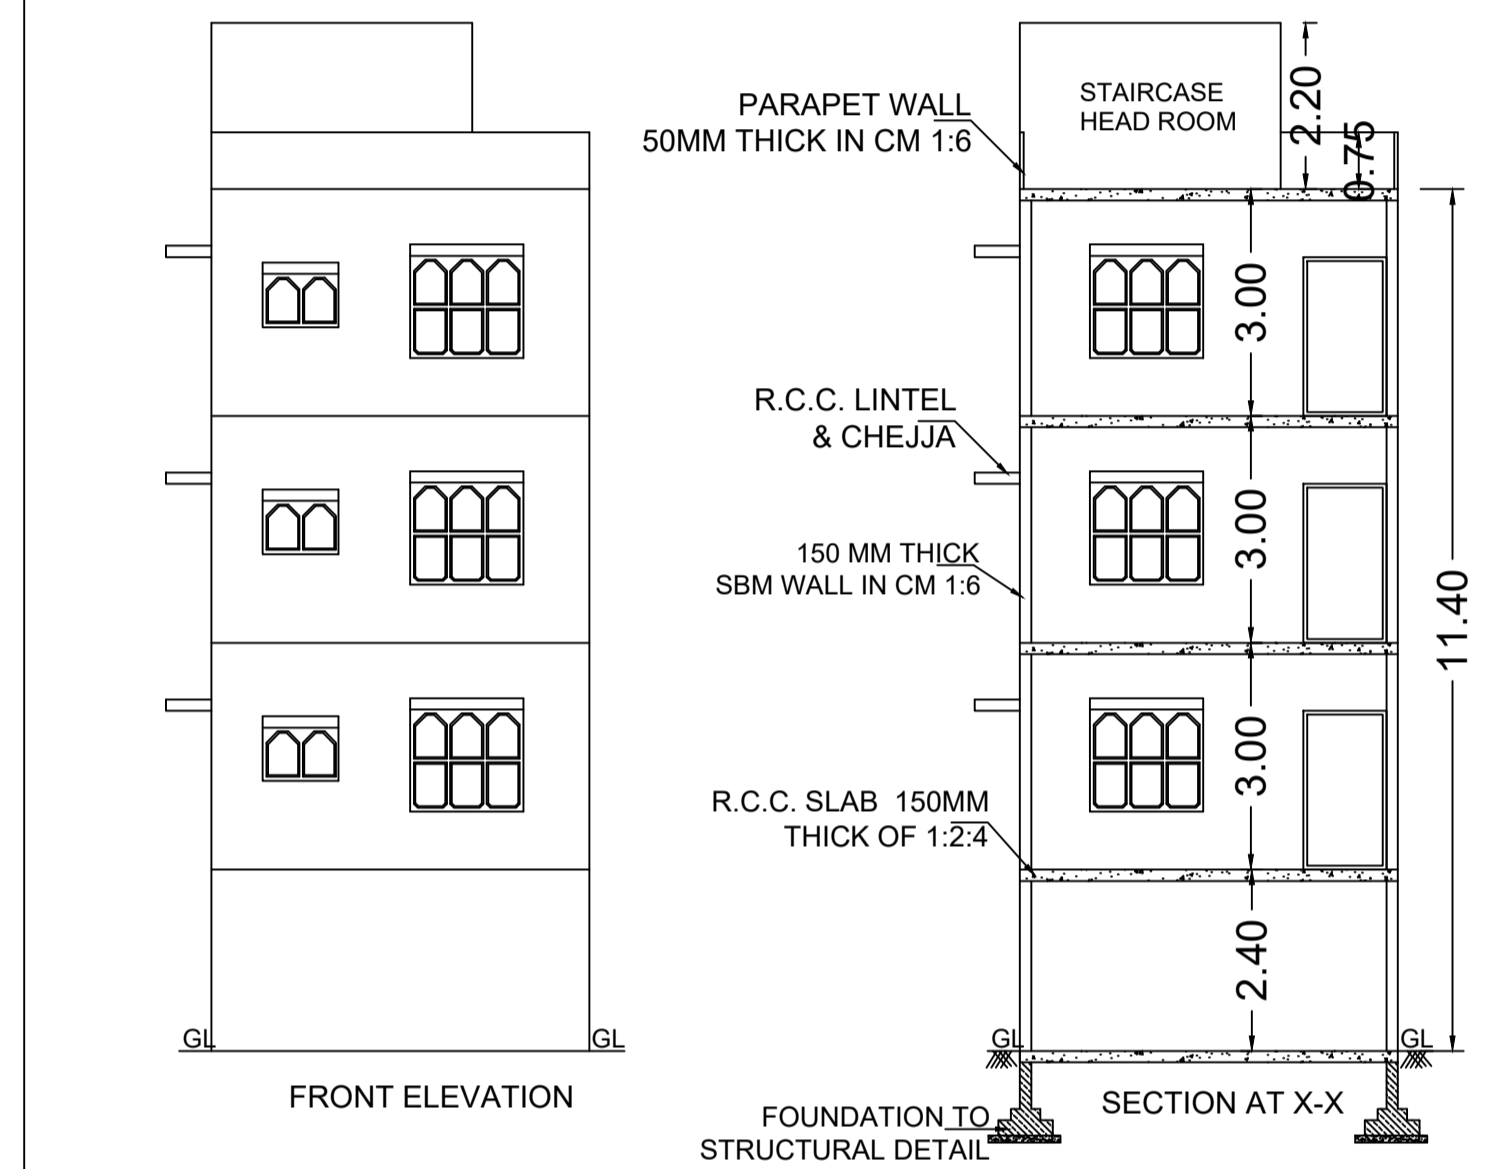 PARAPET WALL
50MM THICK IN CM 1:6
STAIRCASE
HEAD ROOM
2.20
0.75
3.00
R.C.C. LINTEL
& CHEJJA
3.00
150 MM THICK
SBM WALL IN CM 1:6
11.40
3.00
R.C.C. SLAB 150MM
THICK OF 1:2:4
2.40
GL
GL
GL
GL
FRONT ELEVATION
SECTION AT X-X
FOUNDATION TO
STRUCTURAL DETAIL